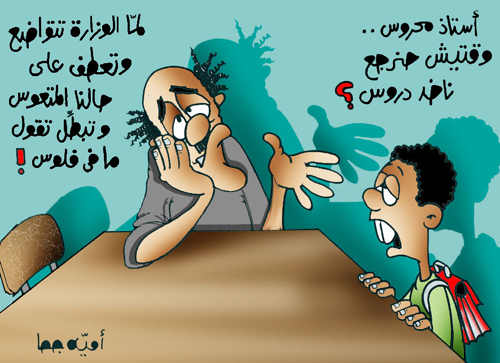 أستاذ محروس ..
وقتيش حنرجع
ناخد دروس ؟
لمّا الوزارة تتواضع
وتعطف على
حالنا المتعوس
وتبطّل تقول
ما في فلوس !
أميّه جحا